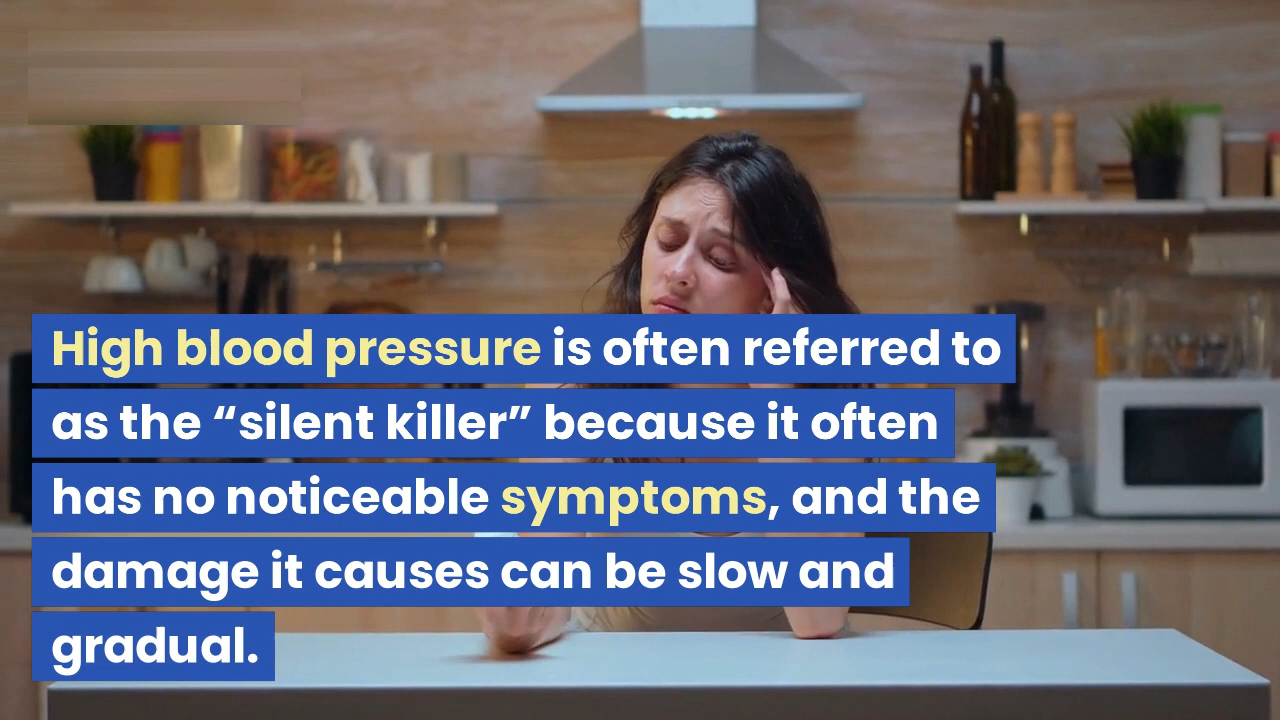 High blood pressure is often referred to
as the “silent killer” because it often
has no noticeable symptoms, and the
damage it causes can be slow and
gradual.